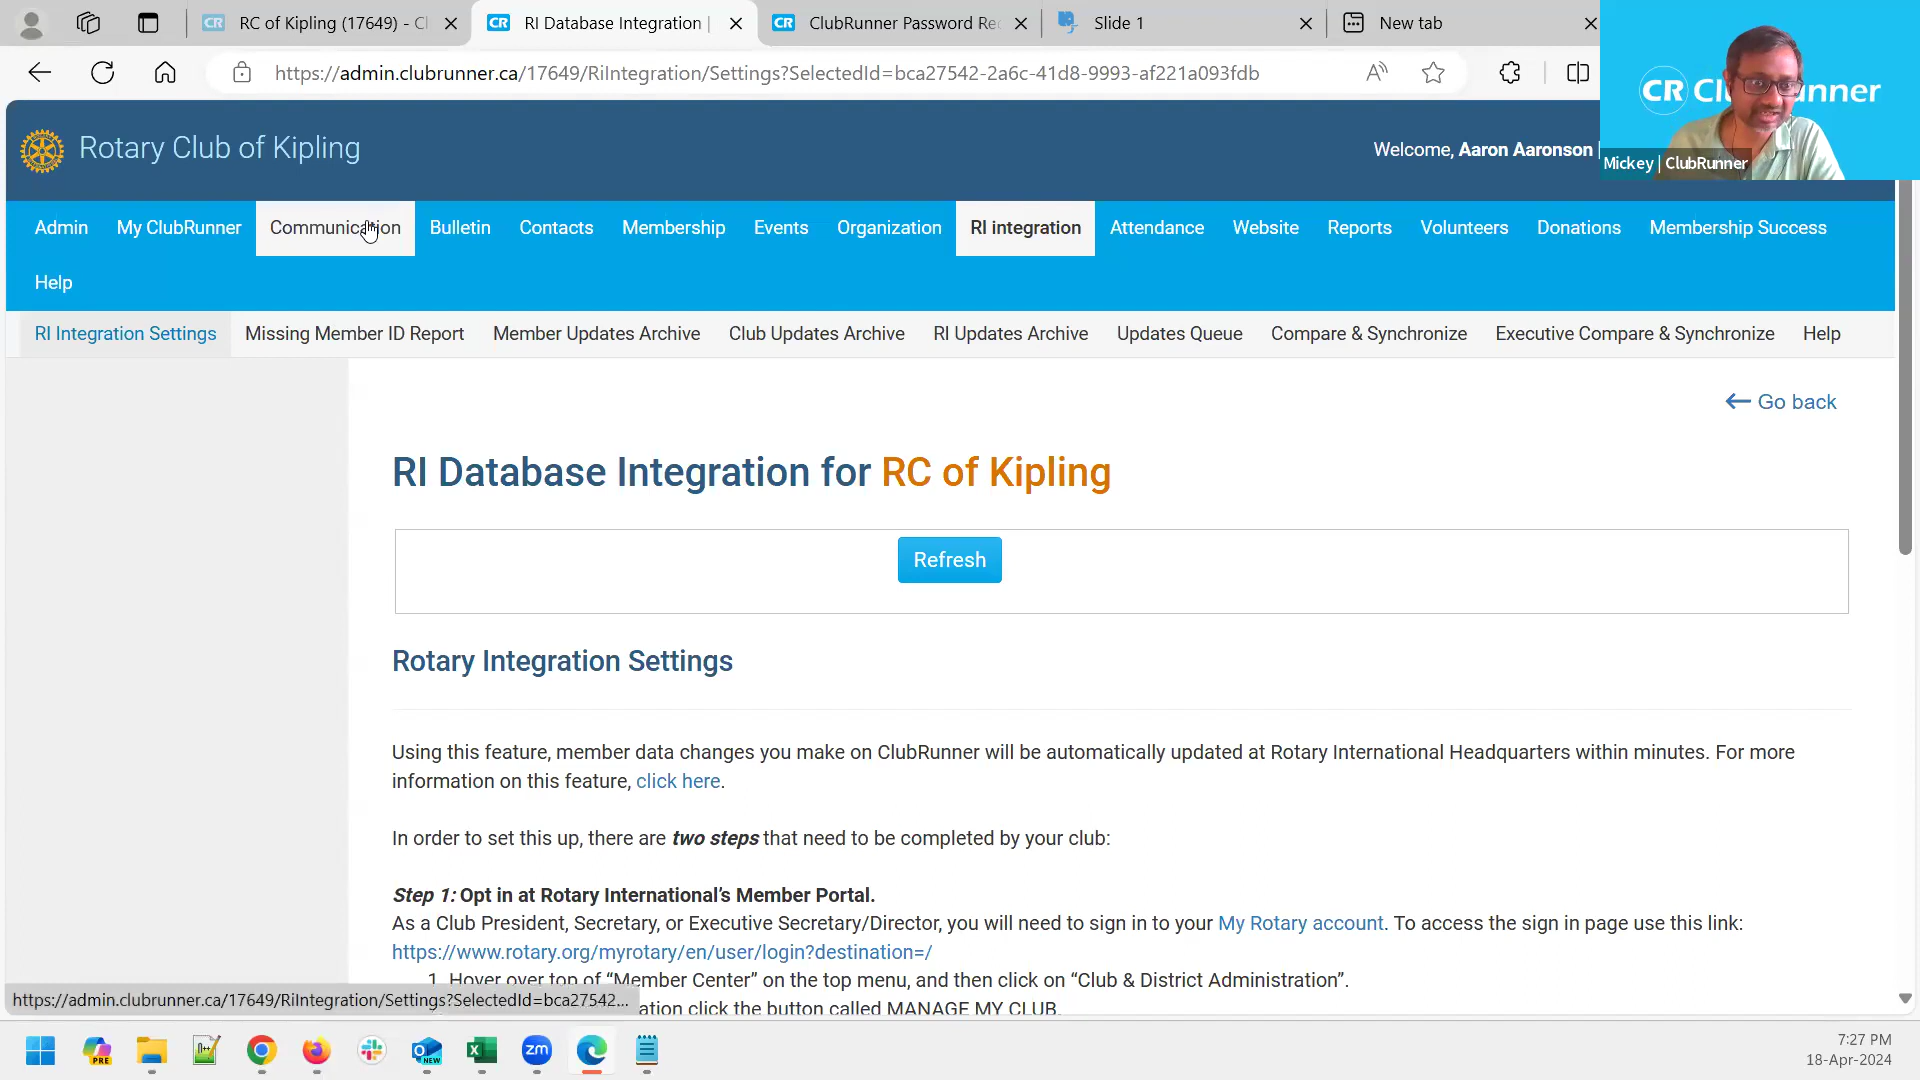 RC of Kipling (17649) - Cl
RI Database Integration |
ClubRunner Password Re
Slide 1
New tab
https://admin.clubrunner.ca/17649/RiIntegration/Settings?SelectedId=bca27542-2a6c-41d8-9993-af221a093fdb
Rotary Club of Kipling
Welcome, Aaron Aaronson
Mickey | ClubRunner
Admin My ClubRunner Communication Bulletin Contacts Membership Events Organization RI integration Attendance Website Reports Volunteers Donations Membership Success
Help
RI Integration Settings Missing Member ID Report Member Updates Archive Club Updates Archive RI Updates Archive Updates Queue Compare & Synchronize Executive Compare & Synchronize Help
← Go back
RI Database Integration for RC of Kipling
Refresh
Rotary Integration Settings
Using this feature, member data changes you make on ClubRunner will be automatically updated at Rotary International Headquarters within minutes. For more
information on this feature, click here.
In order to set this up, there are two steps that need to be completed by your club:
Step 1: Opt in at Rotary International’s Member Portal.
As a Club President, Secretary, or Executive Secretary/Director, you will need to sign in to your My Rotary account. To access the sign in page use this link:
https://www.rotary.org/myrotary/en/user/login?destination=/
1. Hover over top of “Member Center” on the top menu, and then click on “Club & District Administration”.
ation click the button called MANAGE MY CLUB.
https://admin.clubrunner.ca/17649/RiIntegration/Settings?SelectedId=bca27542...
7:27 PM
18-Apr-2024